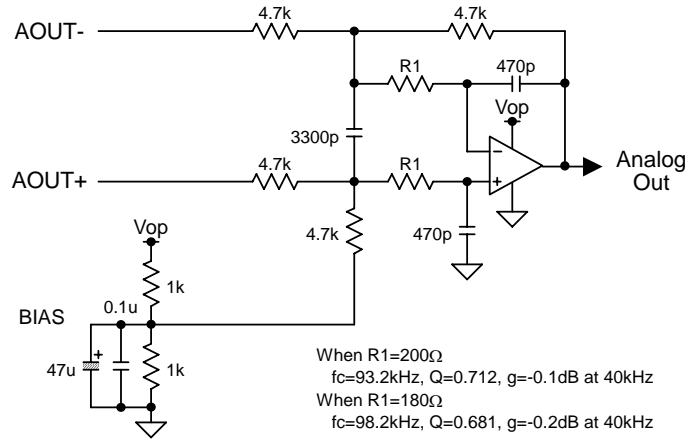 4.7k
4.7k
AOUT-
R1
470p
Vop
3300p
4.7k
R1
Analog
Out
AOUT+
−
+
Vop
4.7k
470p
1k
0.1u
BIAS
+
47u
1k
When R1=200Ω
fc=93.2kHz, Q=0.712, g=-0.1dB at 40kHz
When R1=180Ω
fc=98.2kHz, Q=0.681, g=-0.2dB at 40kHz